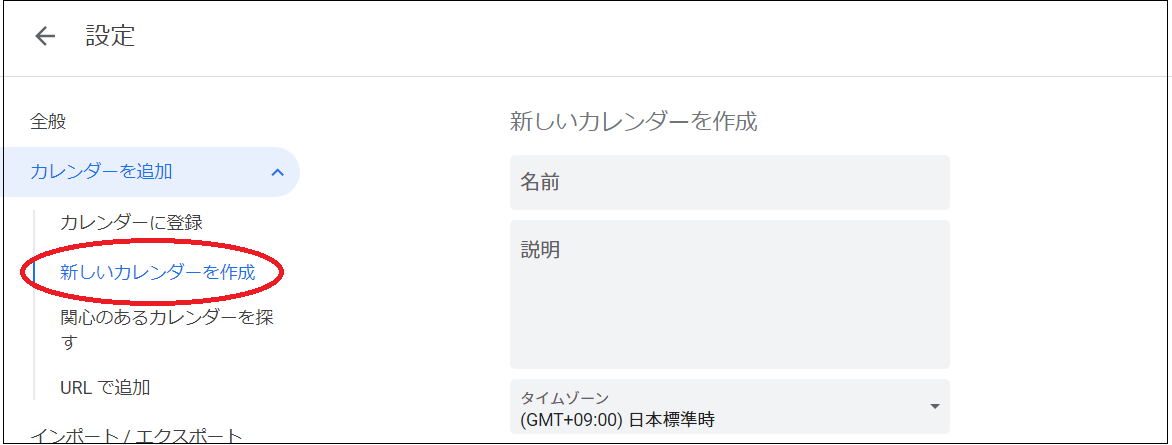 設定
全般
カレンダーを追加
カレンダーに登録
新しいカレンダーを作成
関心のあるカレンダーを探
す
URL で追加
インポート / エクスポート
新しいカレンダーを作成
名前
説明
タイムゾーン
(GMT+09:00) 日本標準時